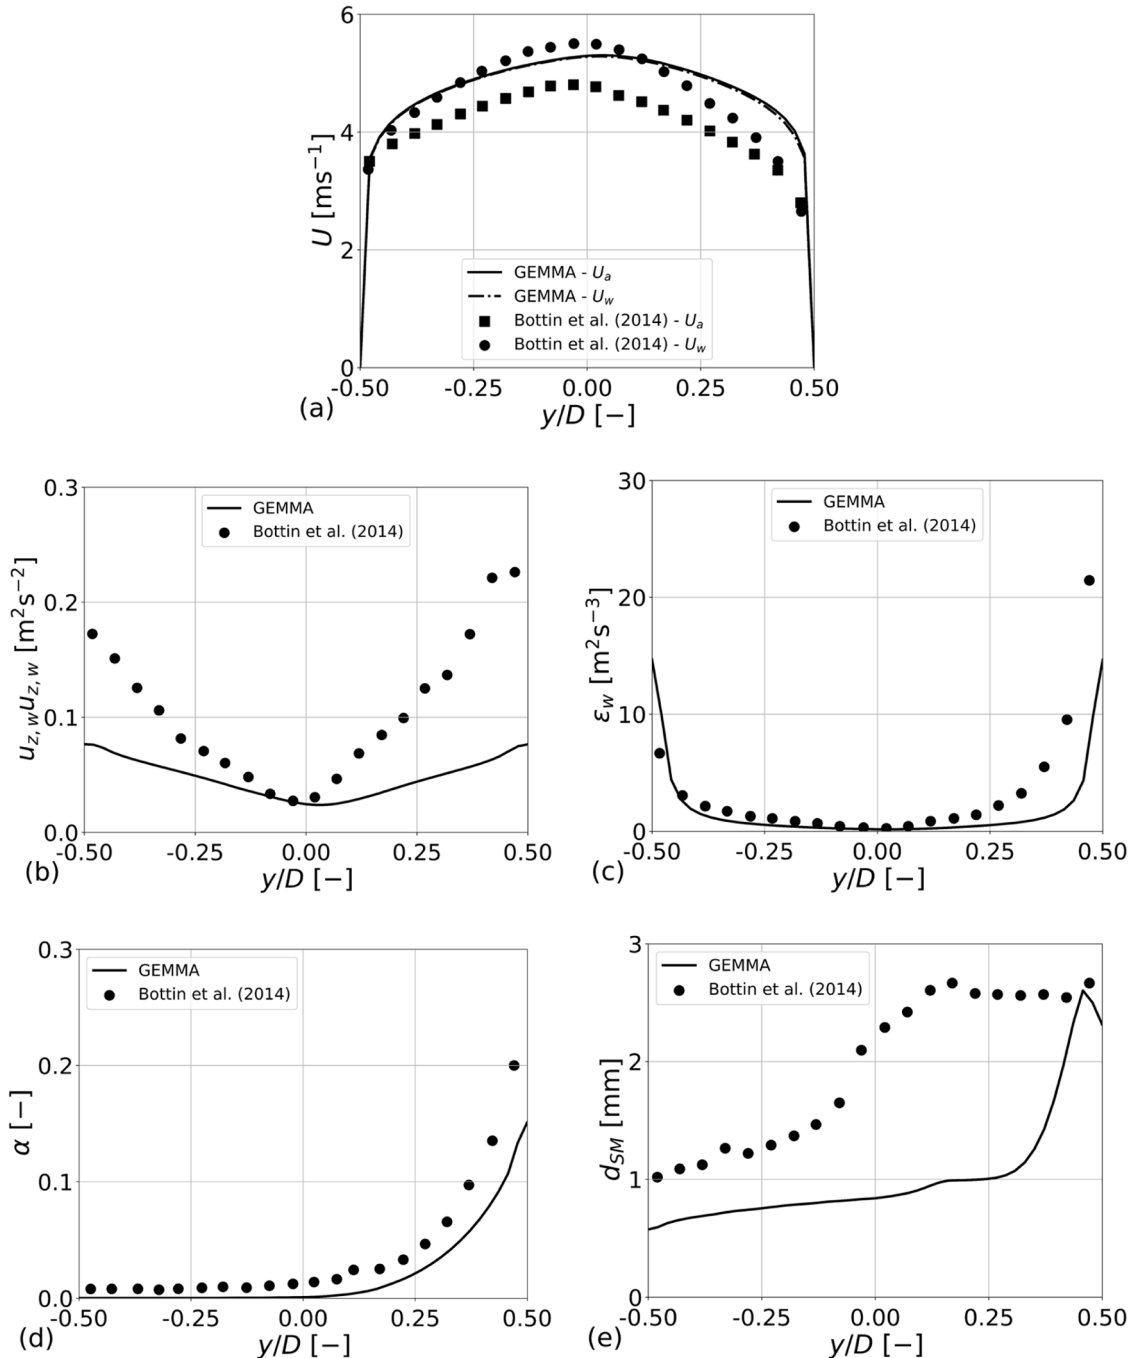 6
4
2
0
U [ms⁻¹]
GEMMA - Uₐ
GEMMA - U_w
Bottin et al. (2014) - Uₐ
Bottin et al. (2014) - U_w
-0.50 -0.25 0.00 0.25 0.50
(a) y/D [−]
0.3
0.2
0.1
0.0
u_{z,w}u_{z,w} [m²s⁻²]
GEMMA
Bottin et al. (2014)
-0.50 -0.25 0.00 0.25 0.50
(b) y/D [−]
30
20
10
0
ε_w [m²s⁻³]
GEMMA
Bottin et al. (2014)
-0.50 -0.25 0.00 0.25 0.50
(c) y/D [−]
0.3
0.2
0.1
0.0
α [−]
GEMMA
Bottin et al. (2014)
-0.50 -0.25 0.00 0.25 0.50
(d) y/D [−]
3
2
1
0
d_{SM} [mm]
GEMMA
Bottin et al. (2014)
-0.50 -0.25 0.00 0.25 0.50
(e) y/D [−]